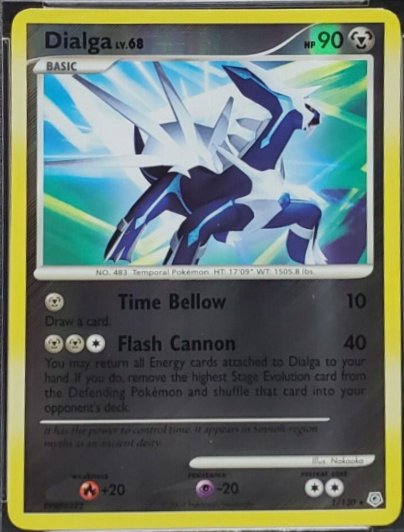 Dialga LV.68 HP 90
BASIC
NO. 483 Temporal Pokémon. HT: 17'09" WT: 1505.8 lbs.
Time Bellow 10
Draw a card.
Flash Cannon 40
You may return all Energy cards attached to Dialga to your
hand. If you do, remove the highest Stage Evolution card from
the Defending Pokémon and shuffle that card into your
opponent's deck.
It has the power to control time. It appears in Sinnoh-region
myths as an ancient deity.
Illus. Nakaoka
weakness resistance retreat cost
+20 -20
1/130